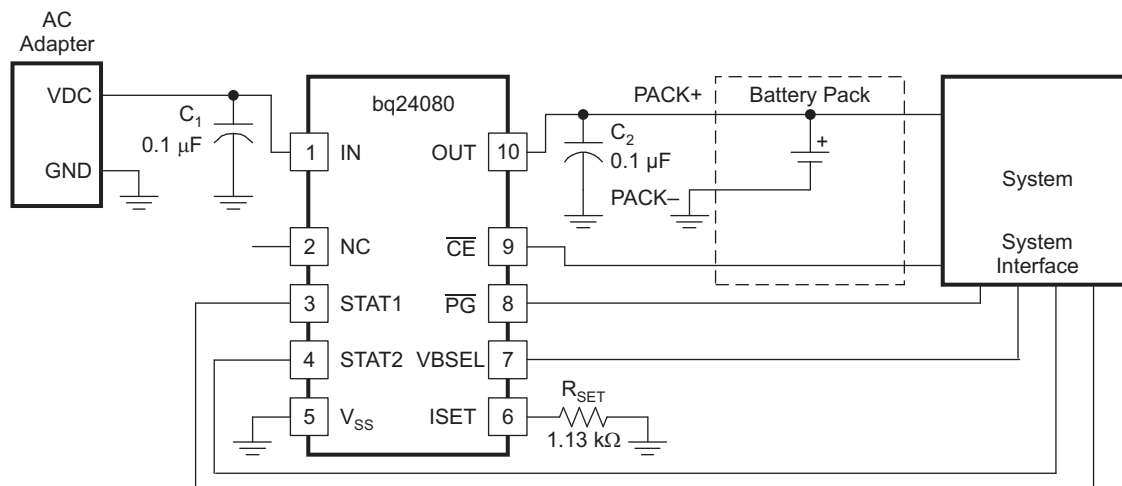 AC
Adapter
VDC
GND
C1
0.1 μF
bq24080
1
IN
OUT
10
2
NC
CE
9
3
STAT1
PG
8
4
STAT2
VBSEL
7
5
VSS
ISET
6
PACK+
C2
0.1 μF
PACK–
Battery Pack
+
System
System
Interface
RSET
1.13 kΩ